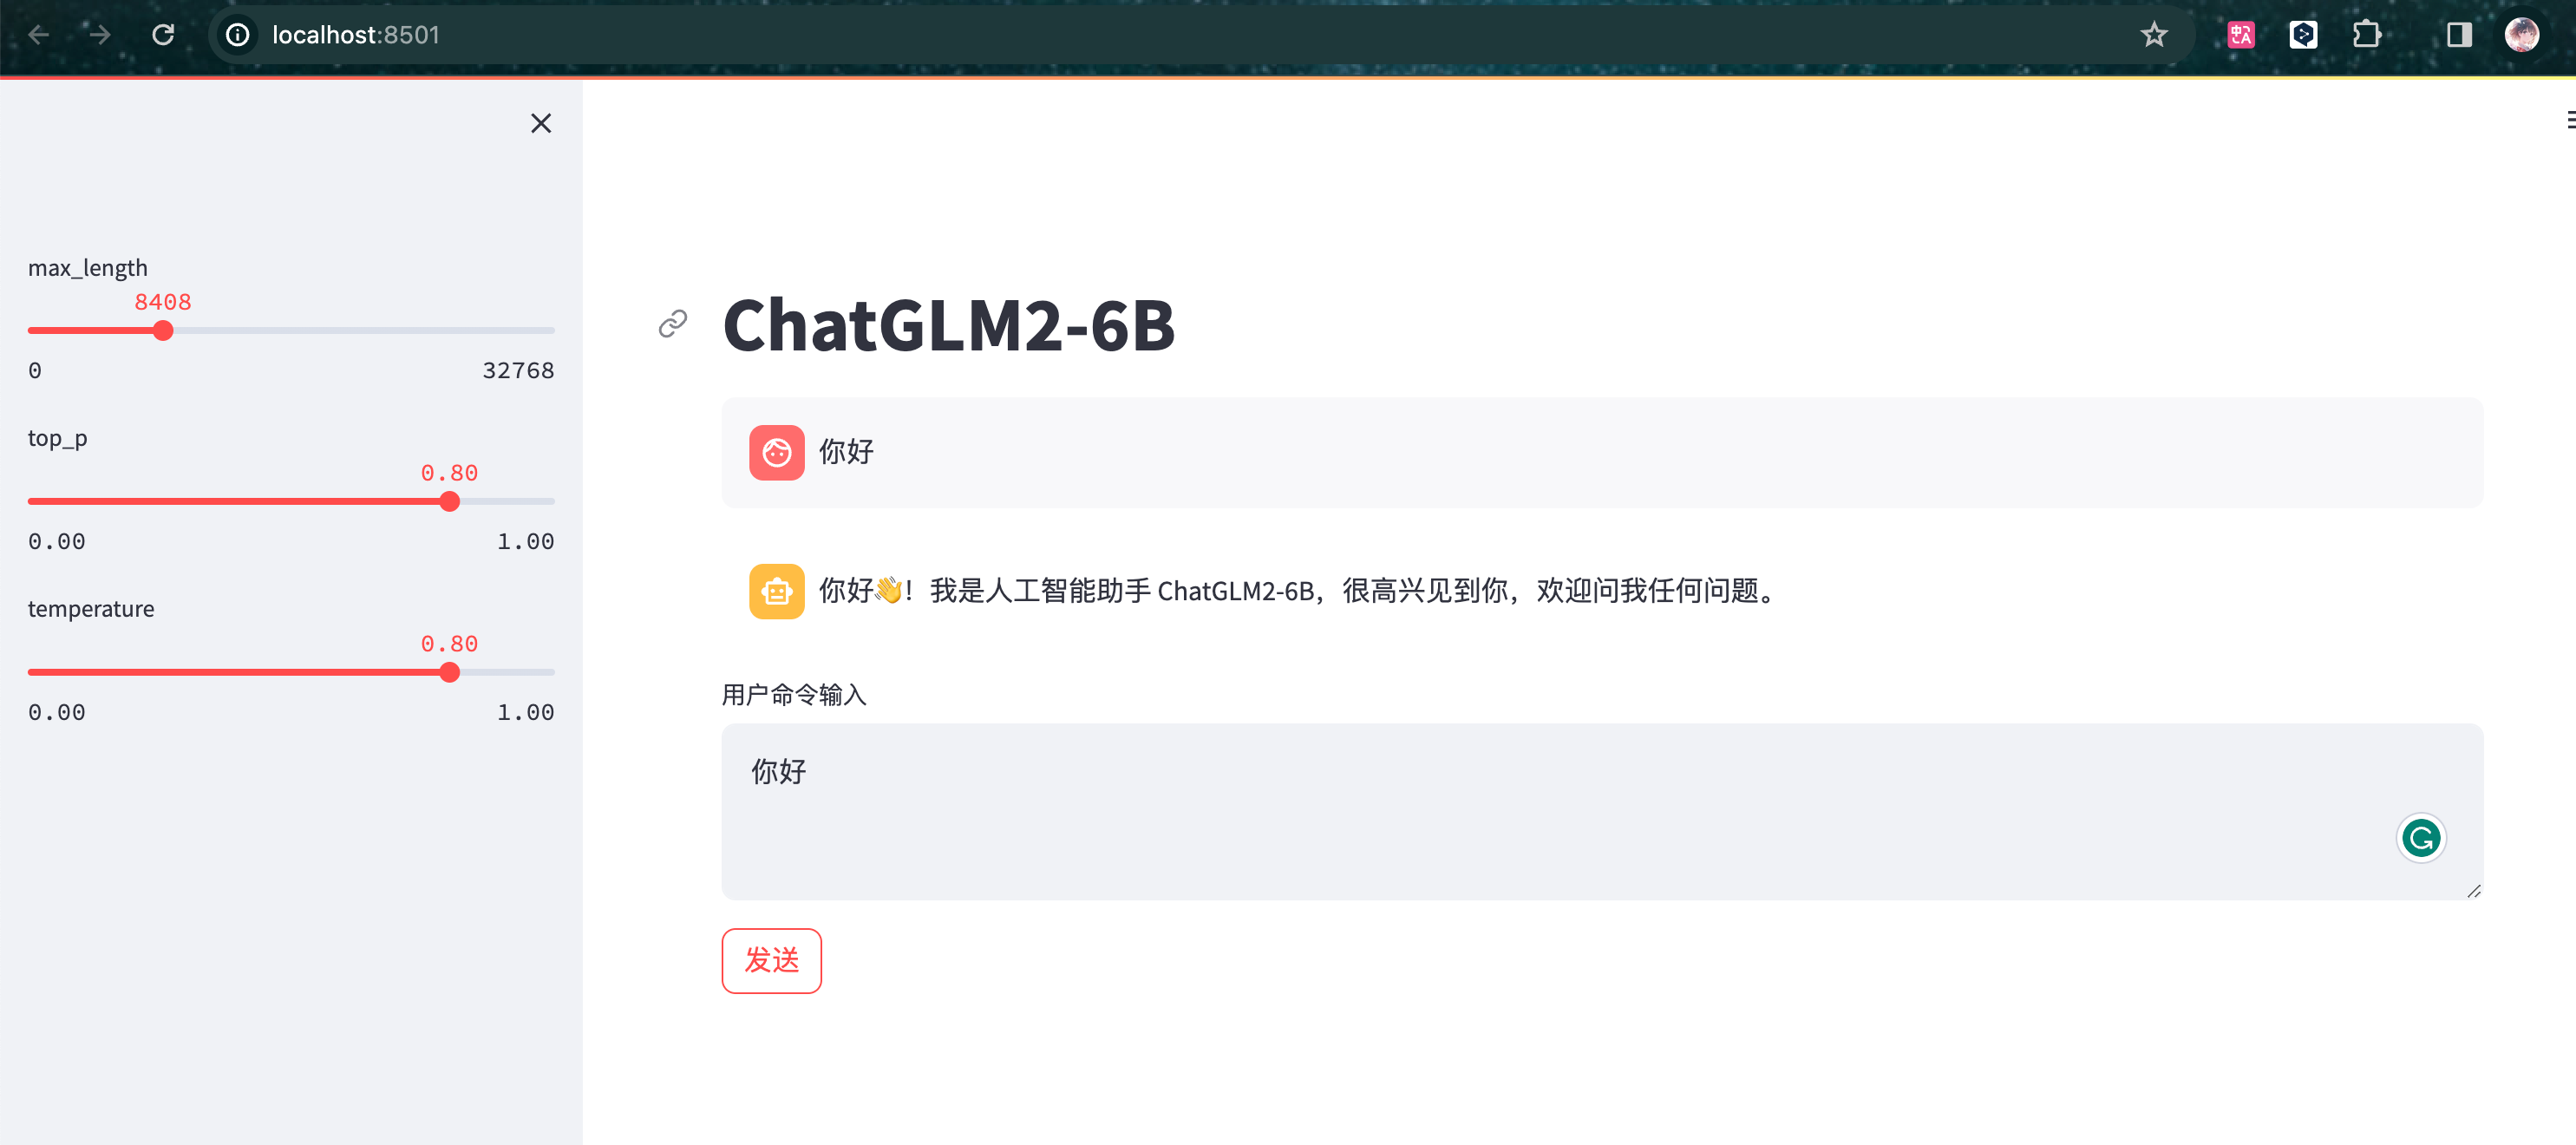 localhost:8501
max_length
8408
0 32768
top_p
0.80
0.00 1.00
temperature
0.80
0.00 1.00
ChatGLM2-6B
你好
你好👋！我是人工智能助手 ChatGLM2-6B，很高兴见到你，欢迎问我任何问题。
用户命令输入
你好
发送